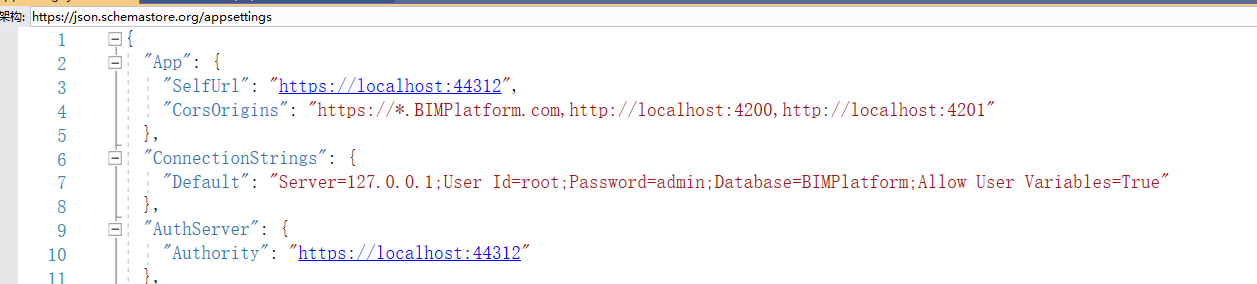 架构: https://json.schemastore.org/appsettings
1 {
2 "App": {
3 "SelfUrl": "https://localhost:44312",
4 "CorsOrigins": "https://*.BIMPlatform.com,http://localhost:4200,http://localhost:4201"
5 },
6 "ConnectionStrings": {
7 "Default": "Server=127.0.0.1;User Id=root;Password=admin;Database=BIMPlatform;Allow User Variables=True"
8 },
9 "AuthServer": {
10 "Authority": "https://localhost:44312"
11 },